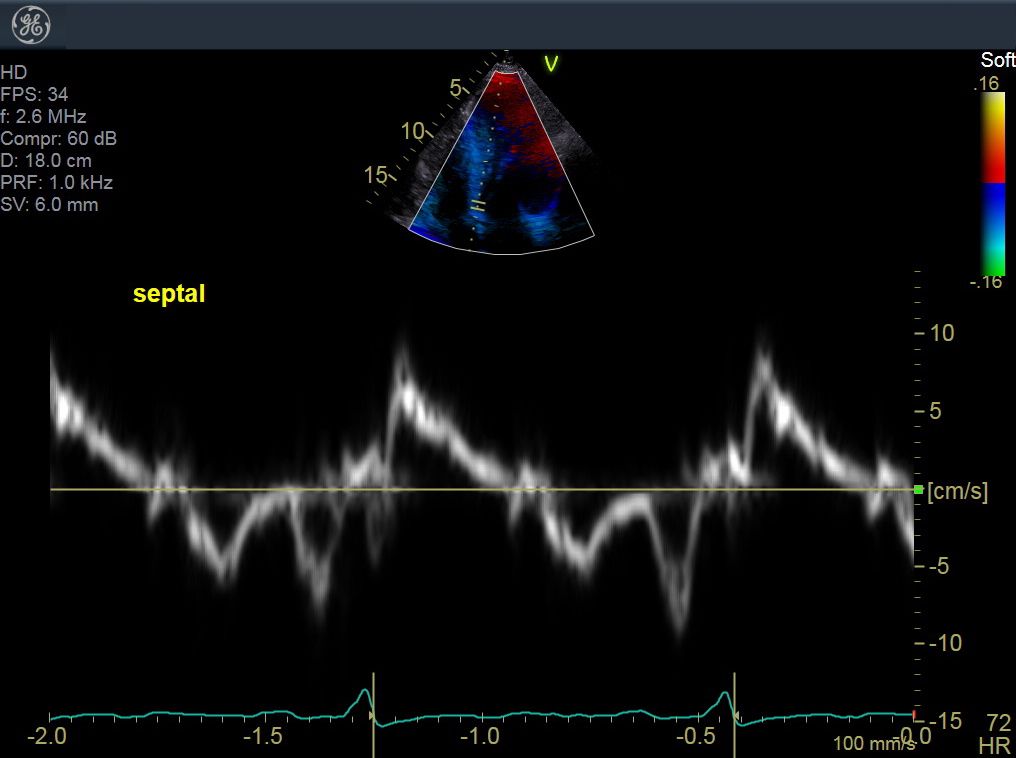 HD
FPS: 34
f: 2.6 MHz
Compr: 60 dB
D: 18.0 cm
PRF: 1.0 kHz
SV: 6.0 mm
5
10
15
V
Soft
.16
-.16
septal
10
5
[cm/s]
-5
-10
-15
-2.0 -1.5 -1.0 -0.5 -0.0
100 mm/s
72
HR